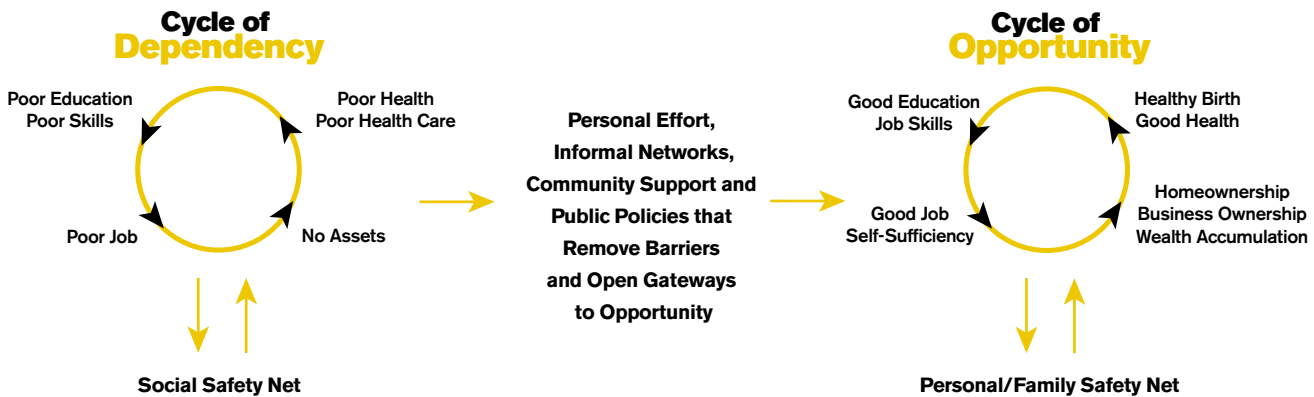 Cycle of
Dependency
Poor Education
Poor Skills
Poor Health
Poor Health Care
Poor Job
No Assets
Social Safety Net
Personal Effort,
Informal Networks,
Community Support and
Public Policies that
Remove Barriers
and Open Gateways
to Opportunity
Cycle of
Opportunity
Good Education
Job Skills
Healthy Birth
Good Health
Good Job
Self-Sufficiency
Homeownership
Business Ownership
Wealth Accumulation
Personal/Family Safety Net